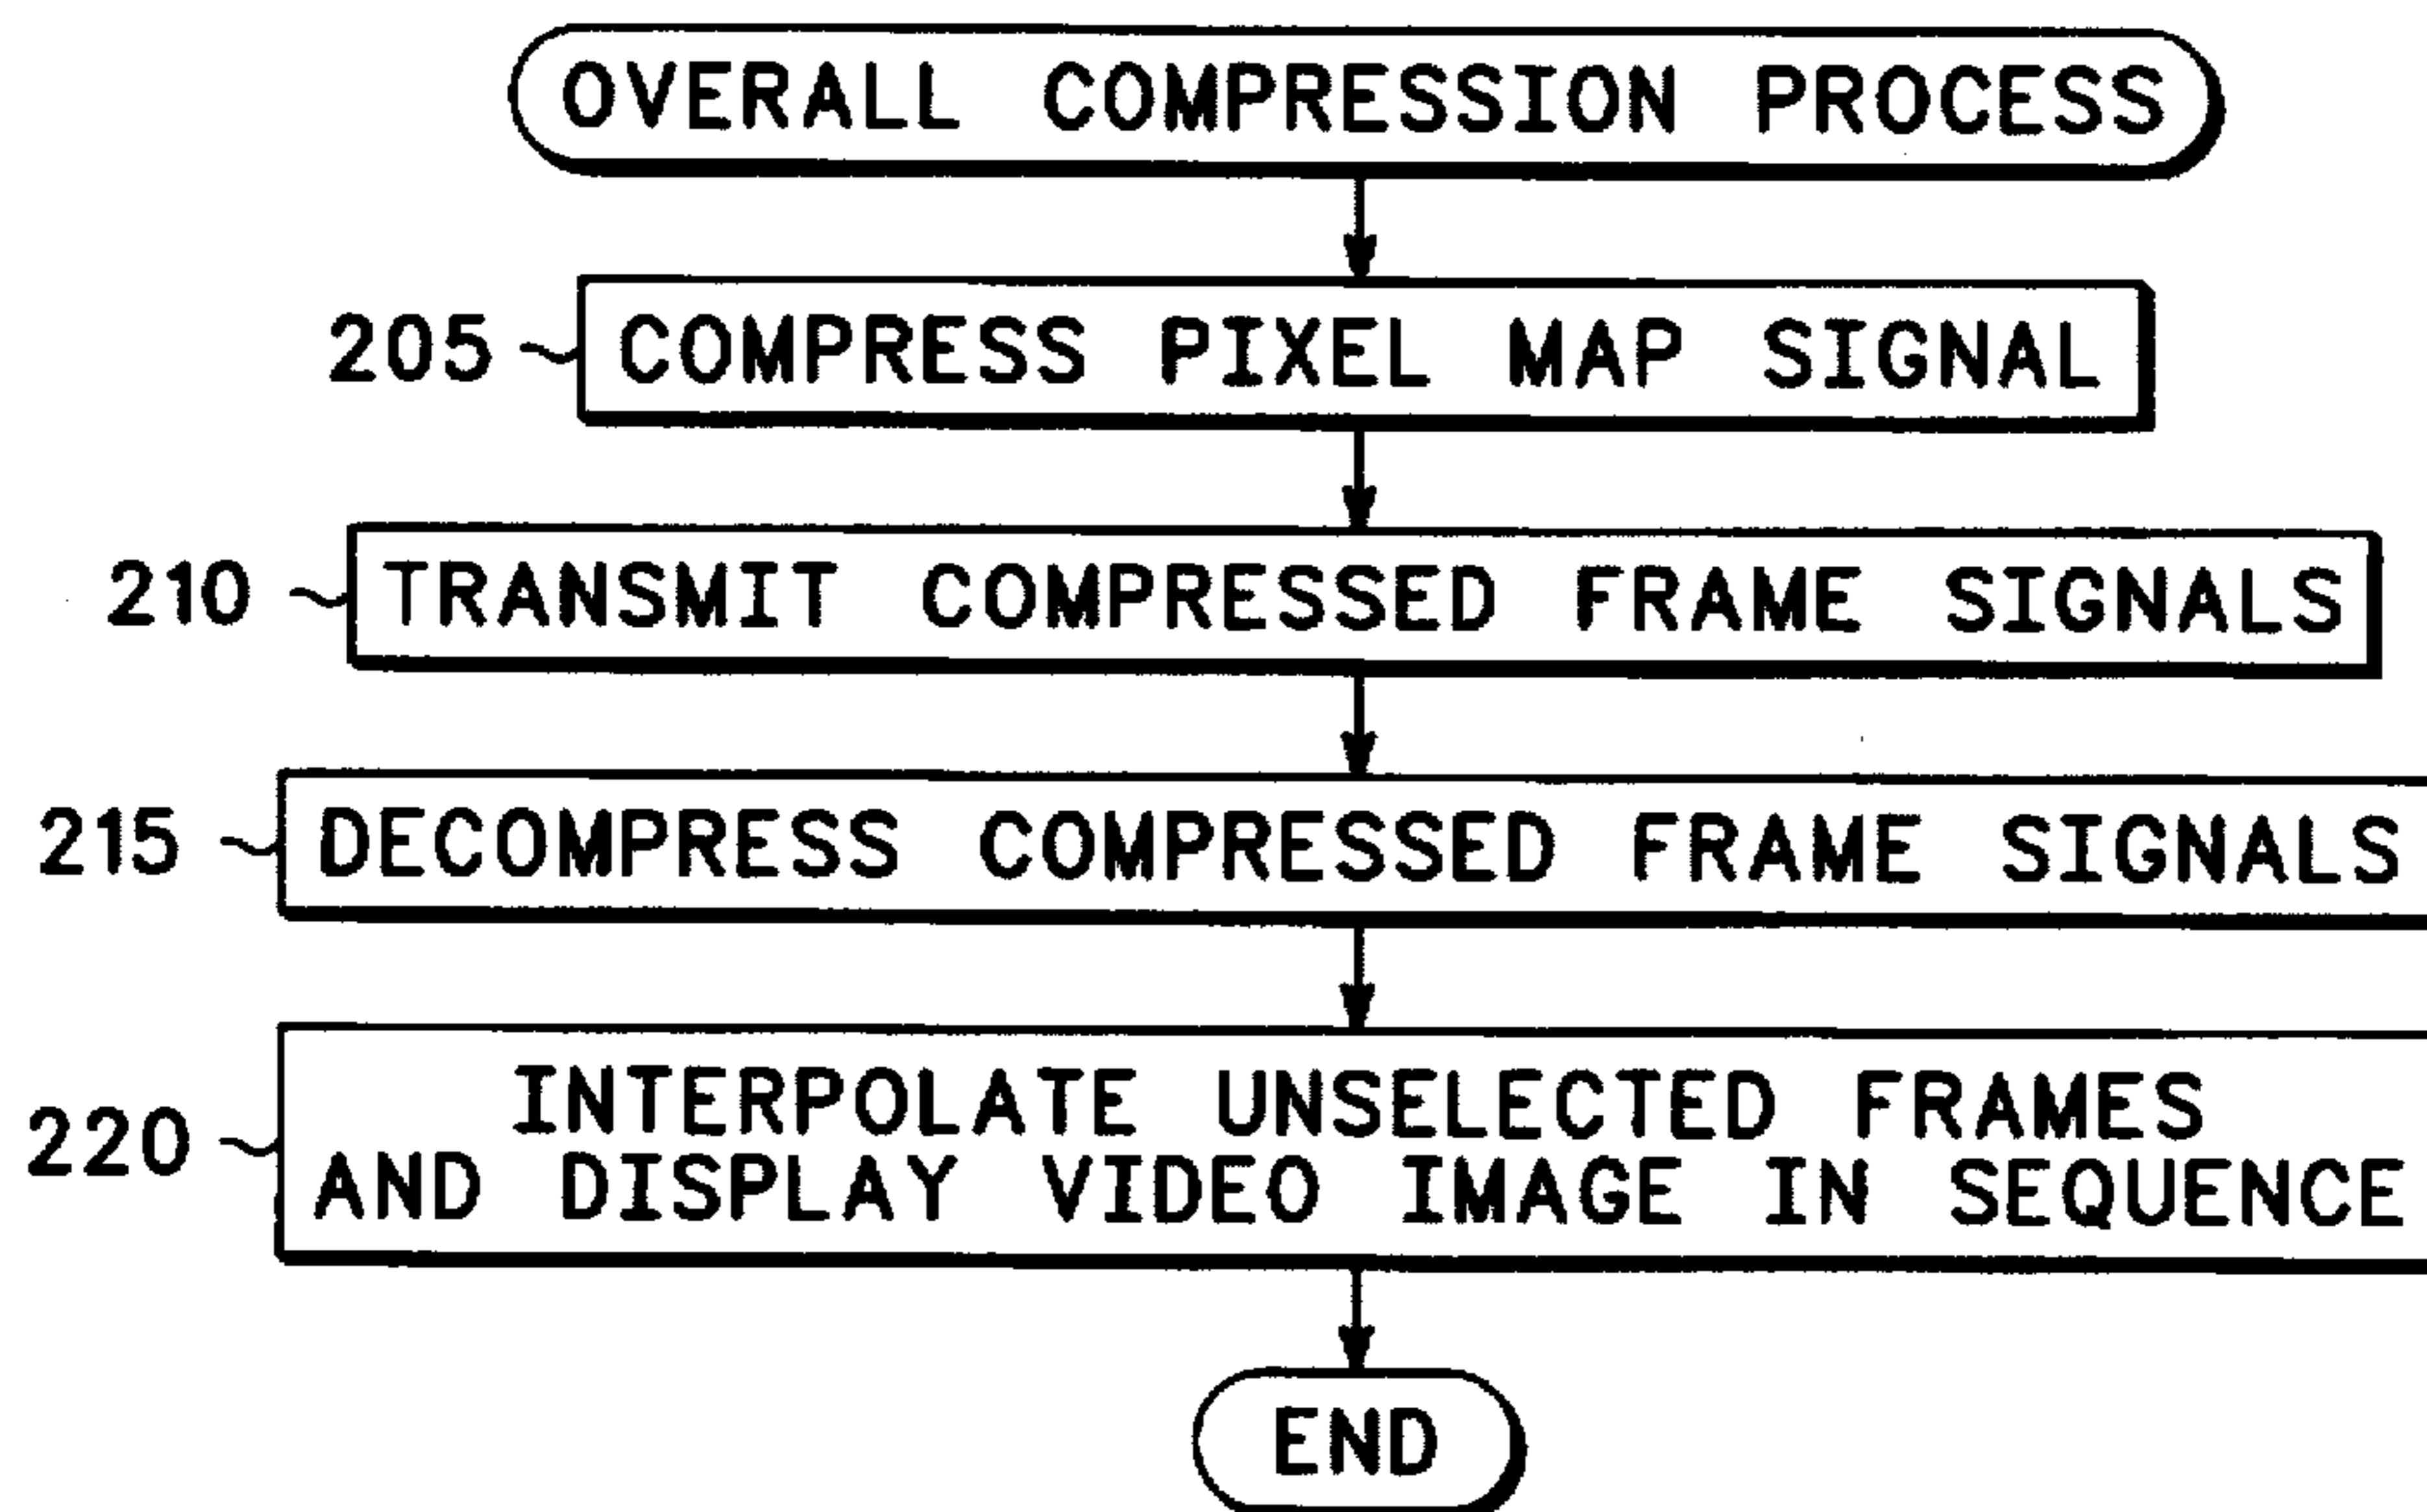 OVERALL COMPRESSION PROCESS
205 COMPRESS PIXEL MAP SIGNAL
210 TRANSMIT COMPRESSED FRAME SIGNALS
215 DECOMPRESS COMPRESSED FRAME SIGNALS
220 INTERPOLATE UNSELECTED FRAMES
AND DISPLAY VIDEO IMAGE IN SEQUENCE
END